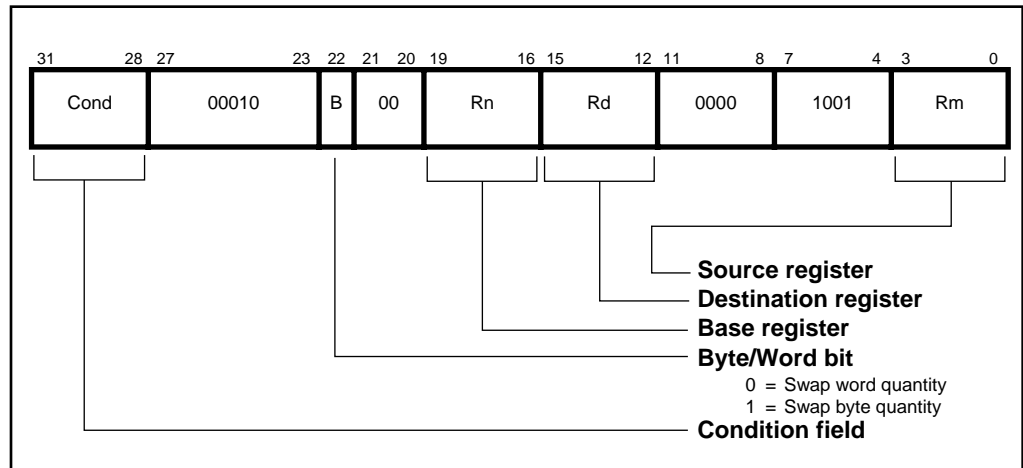 31 28 27 23 22 21 20 19 16 15 12 11 8 7 4 3 0
Cond 00010 B 00 Rn Rd 0000 1001 Rm
Source register
Destination register
Base register
Byte/Word bit
0 = Swap word quantity
1 = Swap byte quantity
Condition field